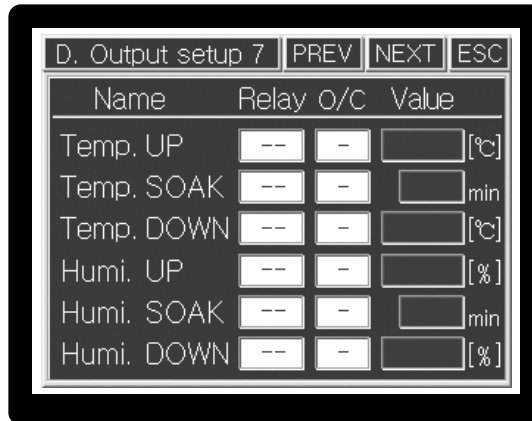 D. Output setup 7 PREV NEXT ESC
Name Relay O/C Value
Temp. UP -- - [℃]
Temp. SOAK -- - min
Temp. DOWN -- - [℃]
Humi. UP -- - [%]
Humi. SOAK -- - min
Humi. DOWN -- - [%]